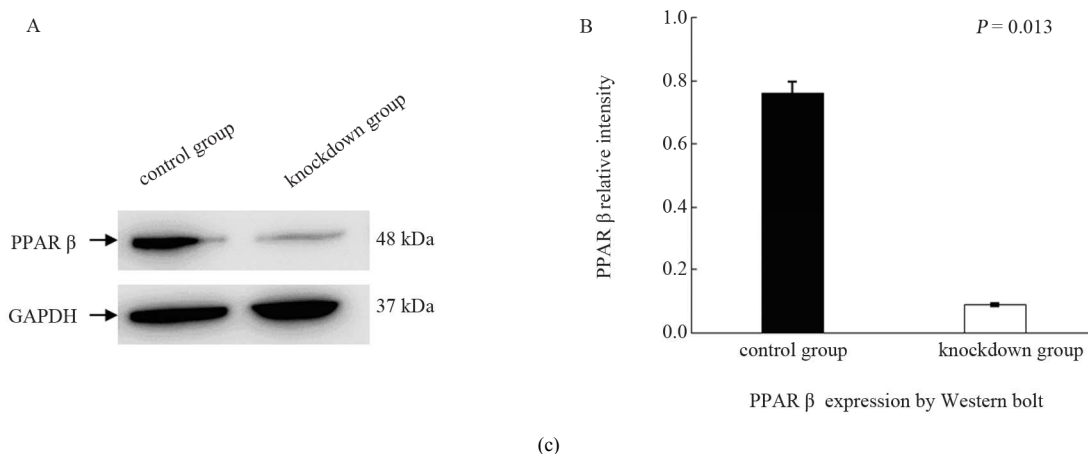 A
control group
knockdown group
PPAR β
48 kDa
GAPDH
37 kDa
B
P = 0.013
PPAR β relative intensity
1.0
0.8
0.6
0.4
0.2
0.0
control group
knockdown group
PPAR β expression by Western bolt
(c)